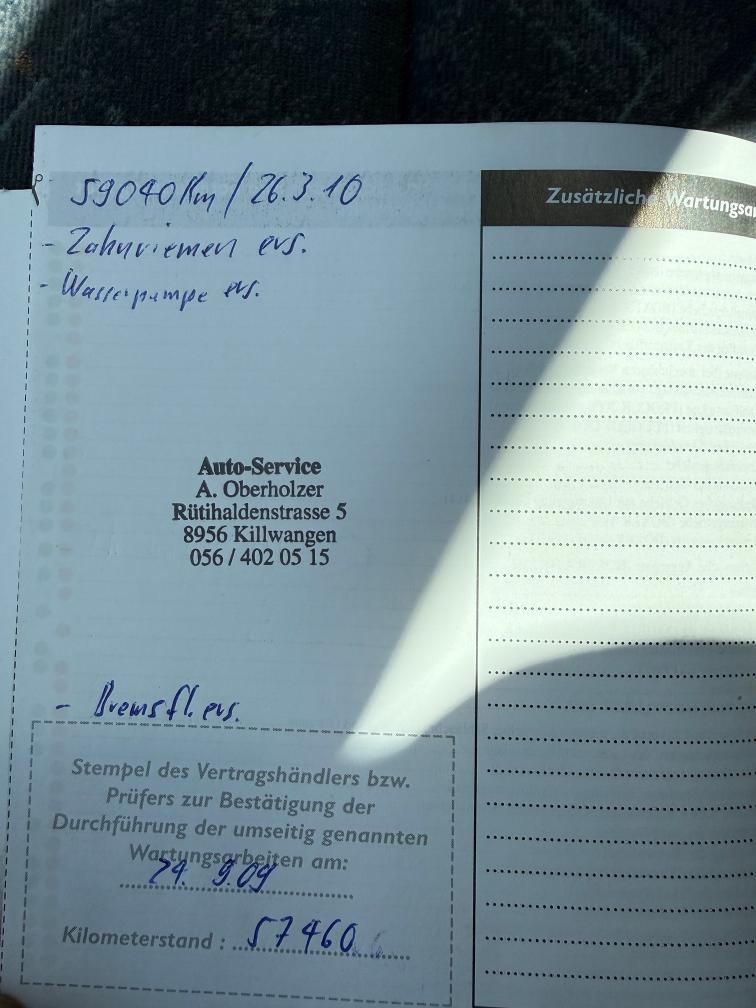 59040 Km / 26.3.10
- Zahnriemen ers.
- Wasserpumpe ers.
Auto-Service
A. Oberholzer
Rütihaldenstrasse 5
8956 Killwangen
056 / 402 05 15
- Bremsfl. ers.
Stempel des Vertragshändlers bzw.
Prüfers zur Bestätigung der
Durchführung der umseitig genannten
Wartungsarbeiten am:
9.09
Kilometerstand : 57460
Zusätzliche